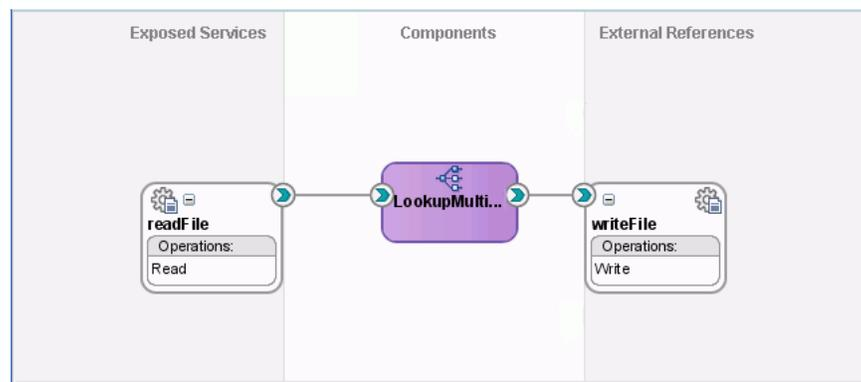 Exposed Services
Components
External References
readFile
Operations:
Read
LookupMulti...
writeFile
Operations:
Write